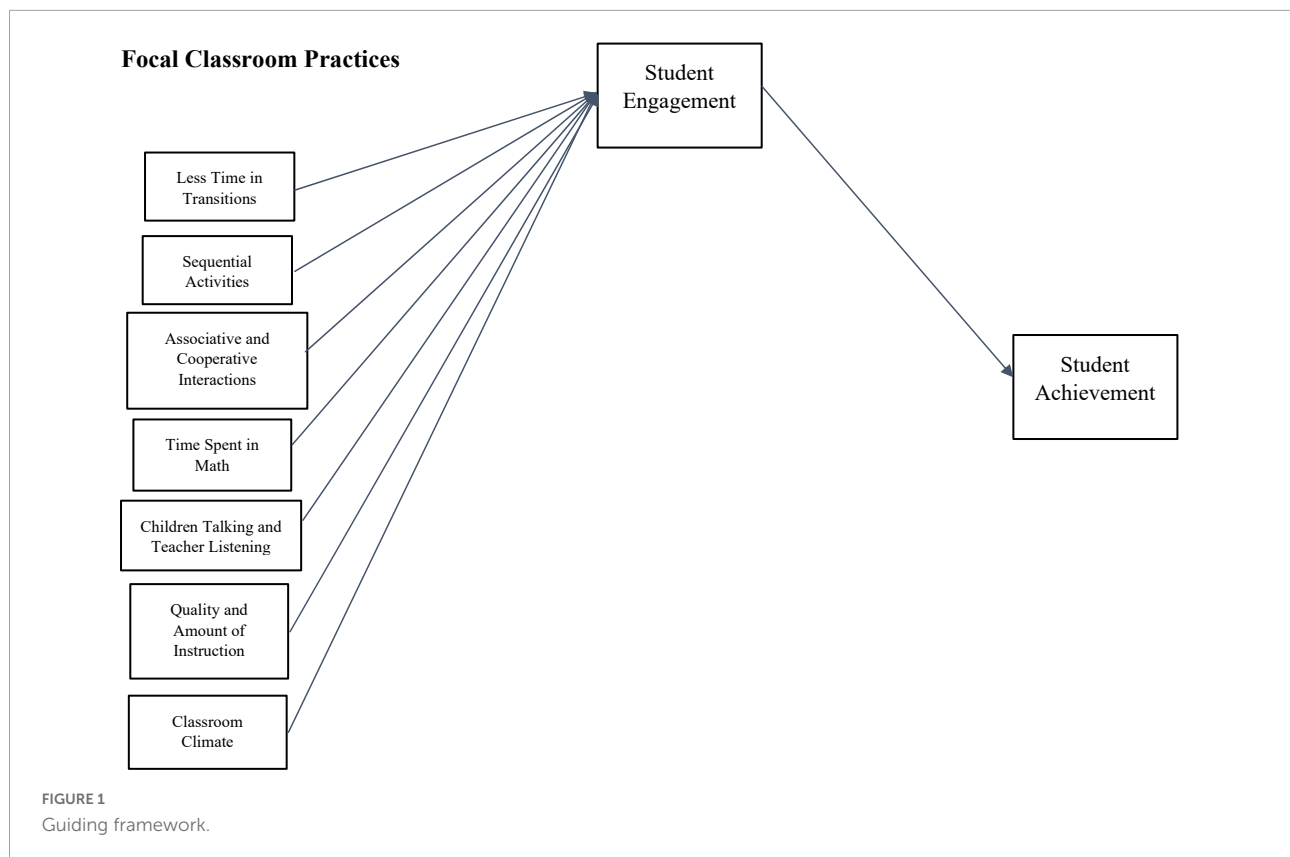 Focal Classroom Practices
Student
Engagement
Less Time in
Transitions
Sequential
Activities
Associative and
Cooperative
Interactions
Time Spent in
Math
Children Talking and
Teacher Listening
Quality and
Amount of
Instruction
Classroom
Climate
Student
Achievement
FIGURE 1
Guiding framework.